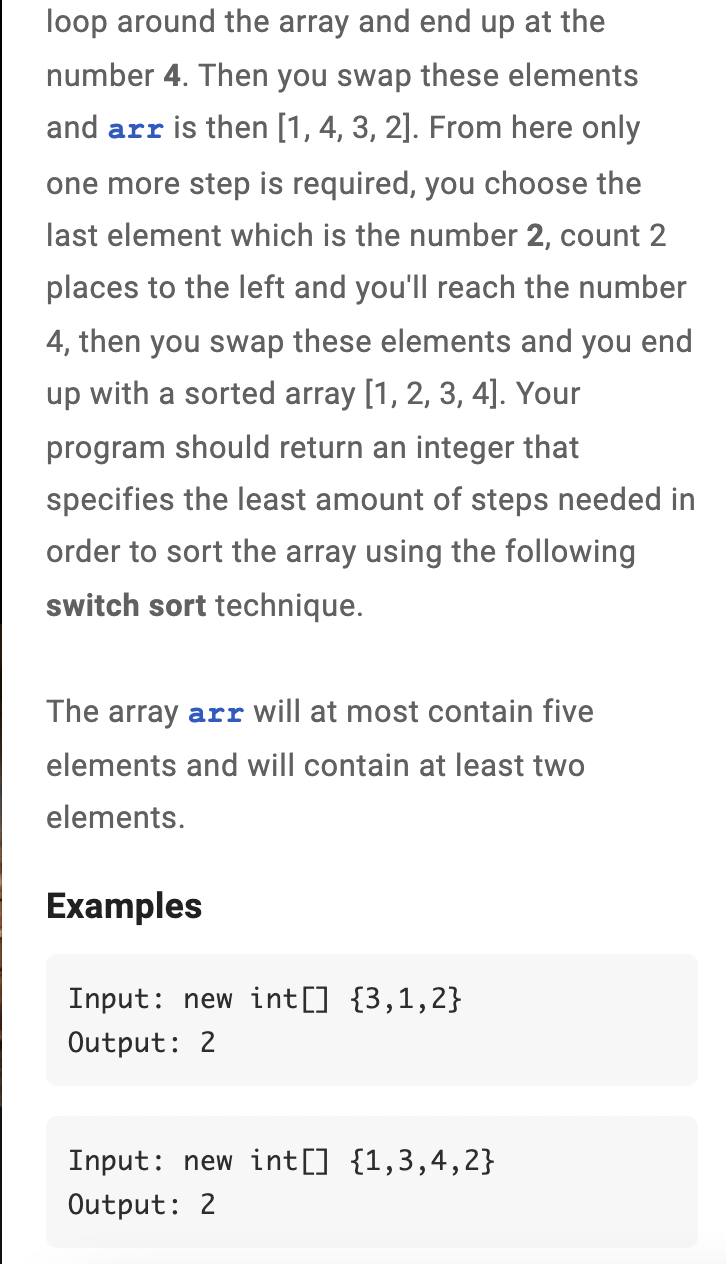 loop around the array and end up at the
number 4. Then you swap these elements
and arr is then [1, 4, 3, 2]. From here only
one more step is required, you choose the
last element which is the number 2, count 2
places to the left and you'll reach the number
4, then you swap these elements and you end
up with a sorted array [1, 2, 3, 4]. Your
program should return an integer that
specifies the least amount of steps needed in
order to sort the array using the following
switch sort technique.
The array arr will at most contain five
elements and will contain at least two
elements.
Examples
Input: new int[] {3,1,2}
Output: 2
Input: new int[] {1,3,4,2}
Output: 2